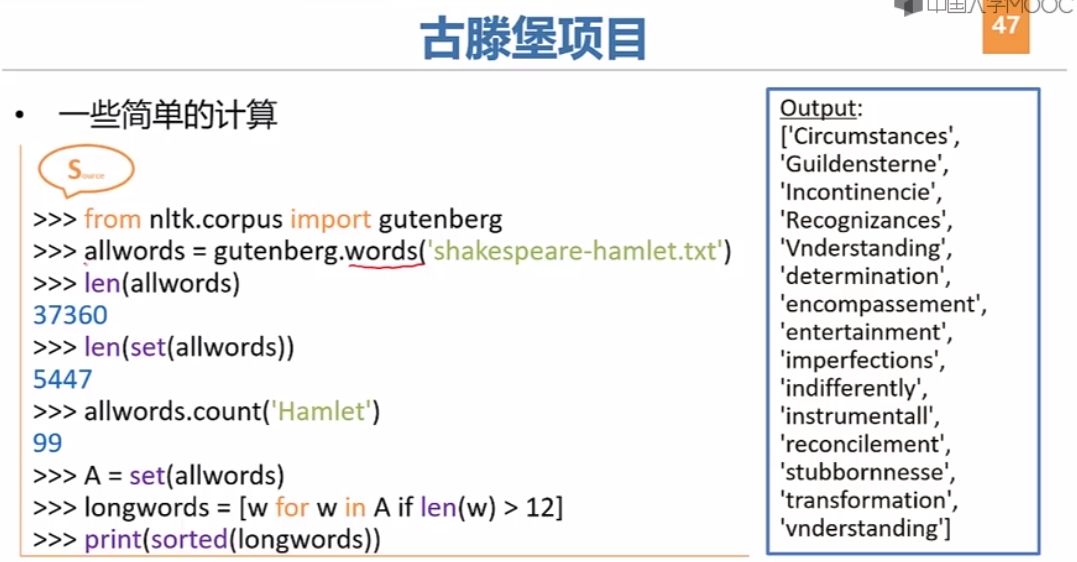 中国大学MOOC
47
古滕堡项目
• 一些简单的计算
Source
>>> from nltk.corpus import gutenberg
>>> allwords = gutenberg.words('shakespeare-hamlet.txt')
>>> len(allwords)
37360
>>> len(set(allwords))
5447
>>> allwords.count('Hamlet')
99
>>> A = set(allwords)
>>> longwords = [w for w in A if len(w) > 12]
>>> print(sorted(longwords))
Output:
['Circumstances',
'Guildensterne',
'Incontinencie',
'Recognizances',
'Vnderstanding',
'determination',
'encompassement',
'entertainment',
'imperfections',
'indifferently',
'instrumentall',
'reconcilement',
'stubbornnesse',
'transformation',
'vnderstanding']